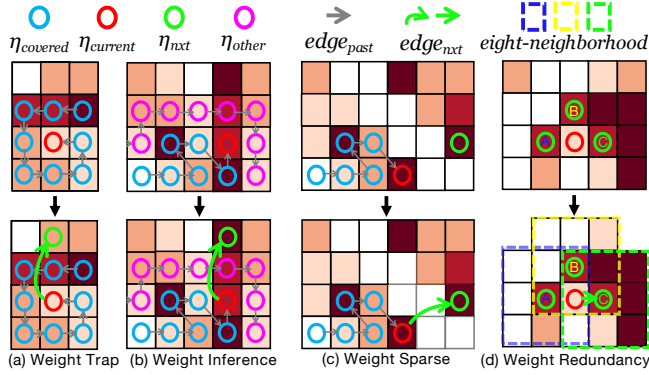 η_covered η_current η_nxt η_other edge_past edge_nxt eight-neighborhood
B
C
B
C
(a) Weight Trap (b) Weight Inference (c) Weight Sparse (d) Weight Redundancy